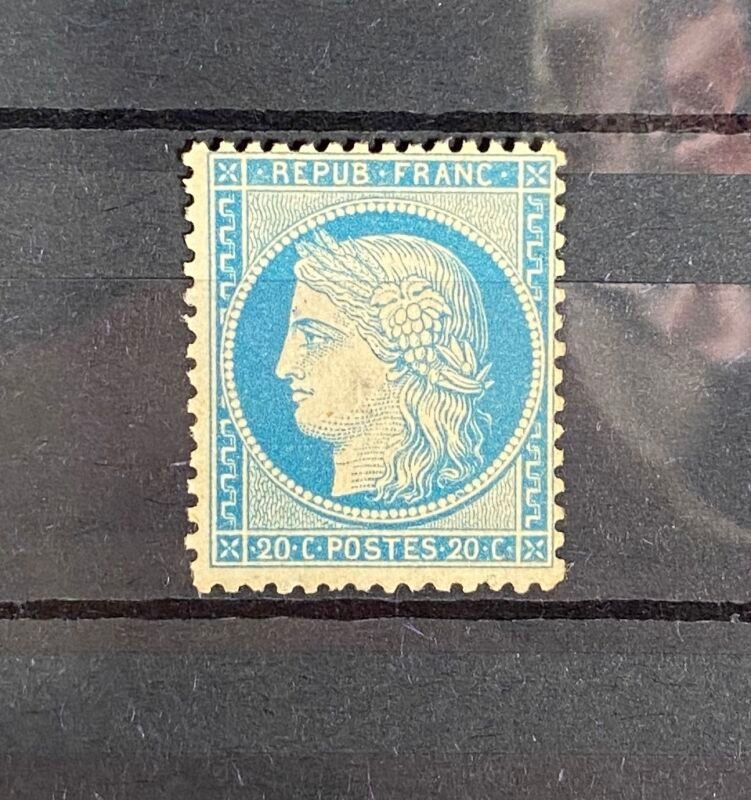 · REPUB · FRANC ·
20 · C · POSTES · 20 · C